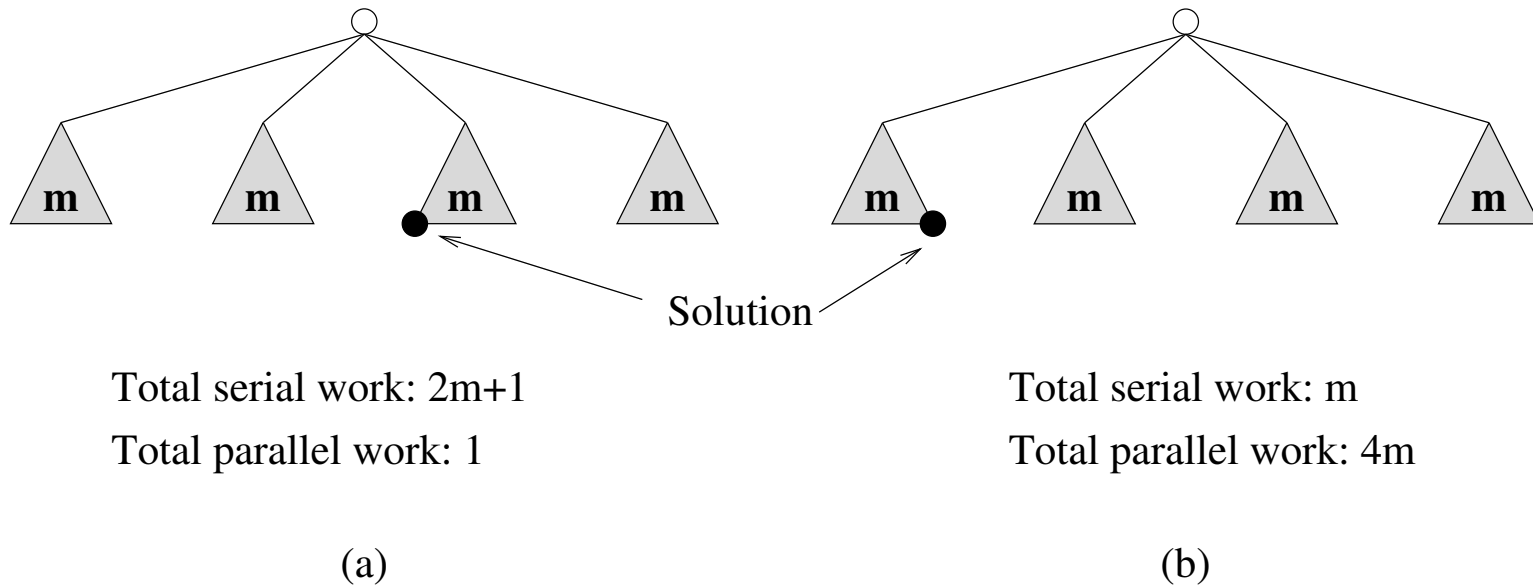 m m m m m m m m
Solution
Total serial work: 2m+1
Total parallel work: 1
Total serial work: m
Total parallel work: 4m
(a)
(b)